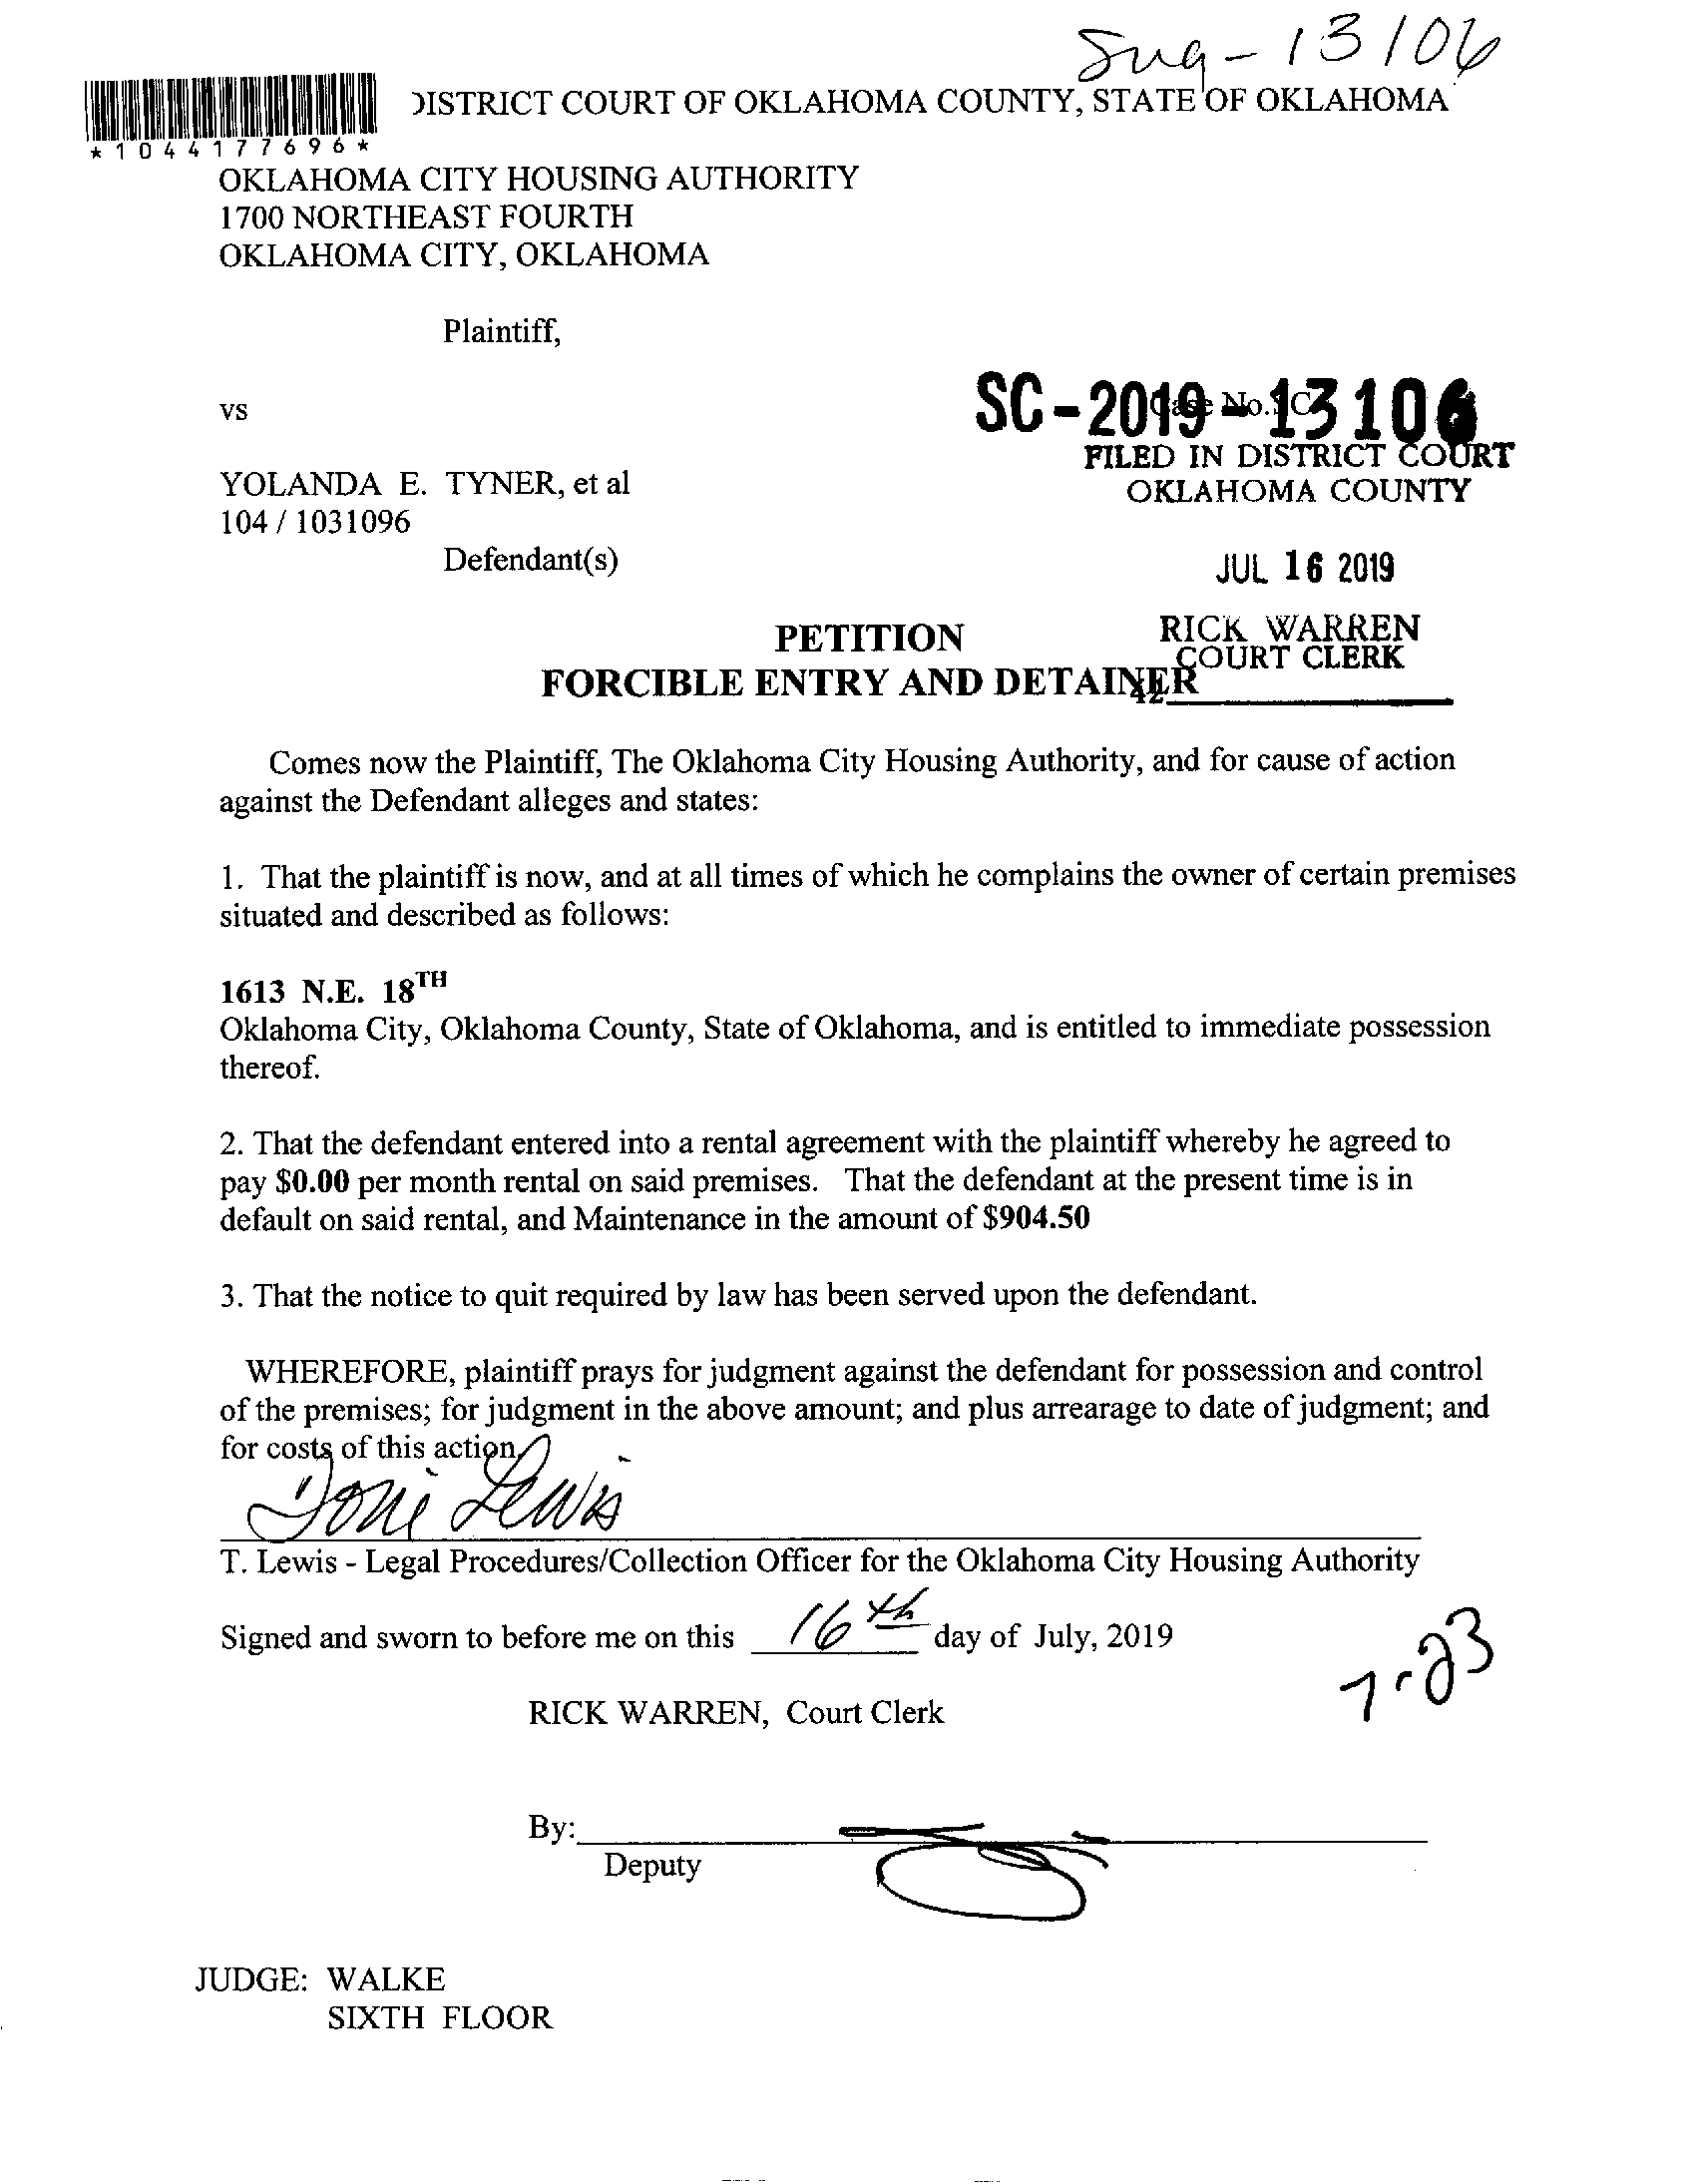 13106
DISTRICT COURT OF OKLAHOMA COUNTY, STATE OF OKLAHOMA
*1044177696*
OKLAHOMA CITY HOUSING AUTHORITY
1700 NORTHEAST FOURTH
OKLAHOMA CITY, OKLAHOMA
Plaintiff,
vs
Case No. SC
SC-2019-13106
FILED IN DISTRICT COURT
OKLAHOMA COUNTY
YOLANDA E. TYNER, et al
104 / 1031096
Defendant(s)
JUL 16 2019
RICK WARREN
COURT CLERK
42
PETITION
FORCIBLE ENTRY AND DETAINER
Comes now the Plaintiff, The Oklahoma City Housing Authority, and for cause of action
against the Defendant alleges and states:
1. That the plaintiff is now, and at all times of which he complains the owner of certain premises
situated and described as follows:
1613 N.E. 18TH
Oklahoma City, Oklahoma County, State of Oklahoma, and is entitled to immediate possession
thereof.
2. That the defendant entered into a rental agreement with the plaintiff whereby he agreed to
pay $0.00 per month rental on said premises. That the defendant at the present time is in
default on said rental, and Maintenance in the amount of $904.50
3. That the notice to quit required by law has been served upon the defendant.
WHEREFORE, plaintiff prays for judgment against the defendant for possession and control
of the premises; for judgment in the above amount; and plus arrearage to date of judgment; and
for costs of this action.
Toni Lewis
T. Lewis - Legal Procedures/Collection Officer for the Oklahoma City Housing Authority
Signed and sworn to before me on this 16th day of July, 2019
7-23
RICK WARREN, Court Clerk
By:
Deputy
JUDGE: WALKE
SIXTH FLOOR